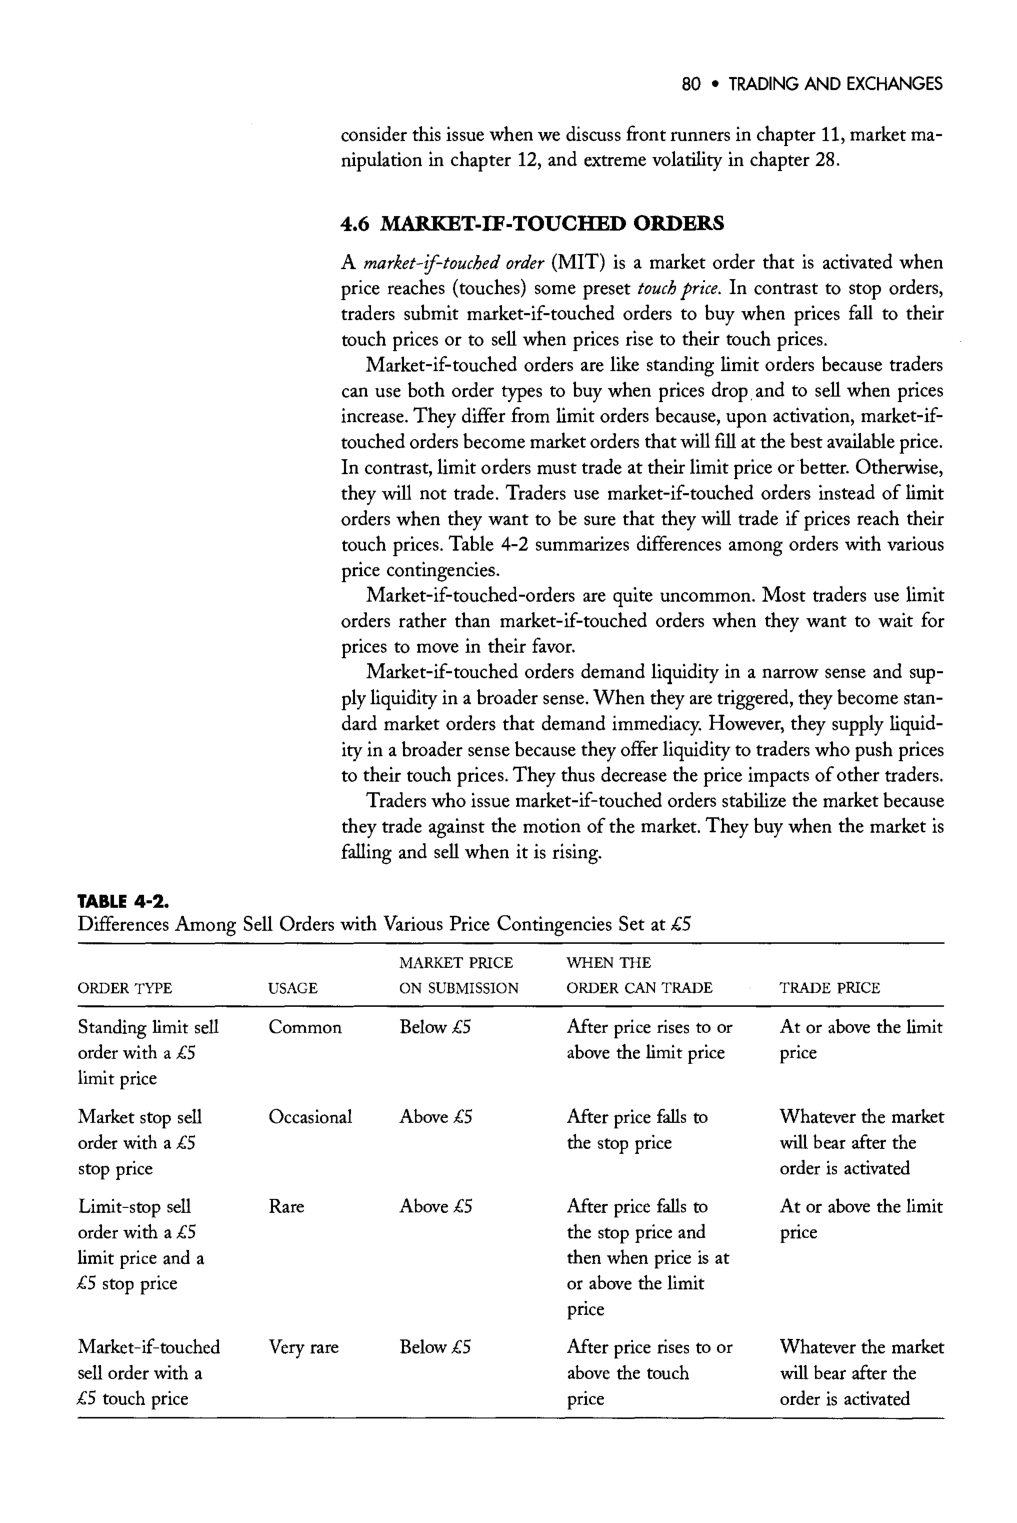 80 • TRADING AND EXCHANGES
consider this issue when we discuss front runners in chapter 11, market ma-
nipulation in chapter 12, and extreme volatility in chapter 28.
4.6 MARKET-IF-TOUCHED ORDERS
A market-if-touched order (MIT) is a market order that is activated when
price reaches (touches) some preset touch price. In contrast to stop orders,
traders submit market-if-touched orders to buy when prices fall to their
touch prices or to sell when prices rise to their touch prices.
Market-if-touched orders are like standing limit orders because traders
can use both order types to buy when prices drop and to sell when prices
increase. They differ from limit orders because, upon activation, market-if-
touched orders become market orders that will fill at the best available price.
In contrast, limit orders must trade at their limit price or better. Otherwise,
they will not trade. Traders use market-if-touched orders instead of limit
orders when they want to be sure that they will trade if prices reach their
touch prices. Table 4-2 summarizes differences among orders with various
price contingencies.
Market-if-touched-orders are quite uncommon. Most traders use limit
orders rather than market-if-touched orders when they want to wait for
prices to move in their favor.
Market-if-touched orders demand liquidity in a narrow sense and sup-
ply liquidity in a broader sense. When they are triggered, they become stan-
dard market orders that demand immediacy. However, they supply liquid-
ity in a broader sense because they offer liquidity to traders who push prices
to their touch prices. They thus decrease the price impacts of other traders.
Traders who issue market-if-touched orders stabilize the market because
they trade against the motion of the market. They buy when the market is
falling and sell when it is rising.
TABLE 4-2.
Differences Among Sell Orders with Various Price Contingencies Set at £5
MARKET PRICE WHEN THE
ORDER TYPE USAGE ON SUBMISSION ORDER CAN TRADE TRADE PRICE
Standing limit sell Common Below £5 After price rises to or At or above the limit
order with a £5 above the limit price price
limit price
Market stop sell Occasional Above £5 After price falls to Whatever the market
order with a £5 the stop price will bear after the
stop price order is activated
Limit-stop sell Rare Above £5 After price falls to At or above the limit
order with a £5 the stop price and price
limit price and a then when price is at
£5 stop price or above the limit
price
Market-if-touched Very rare Below £5 After price rises to or Whatever the market
sell order with a above the touch will bear after the
£5 touch price price order is activated